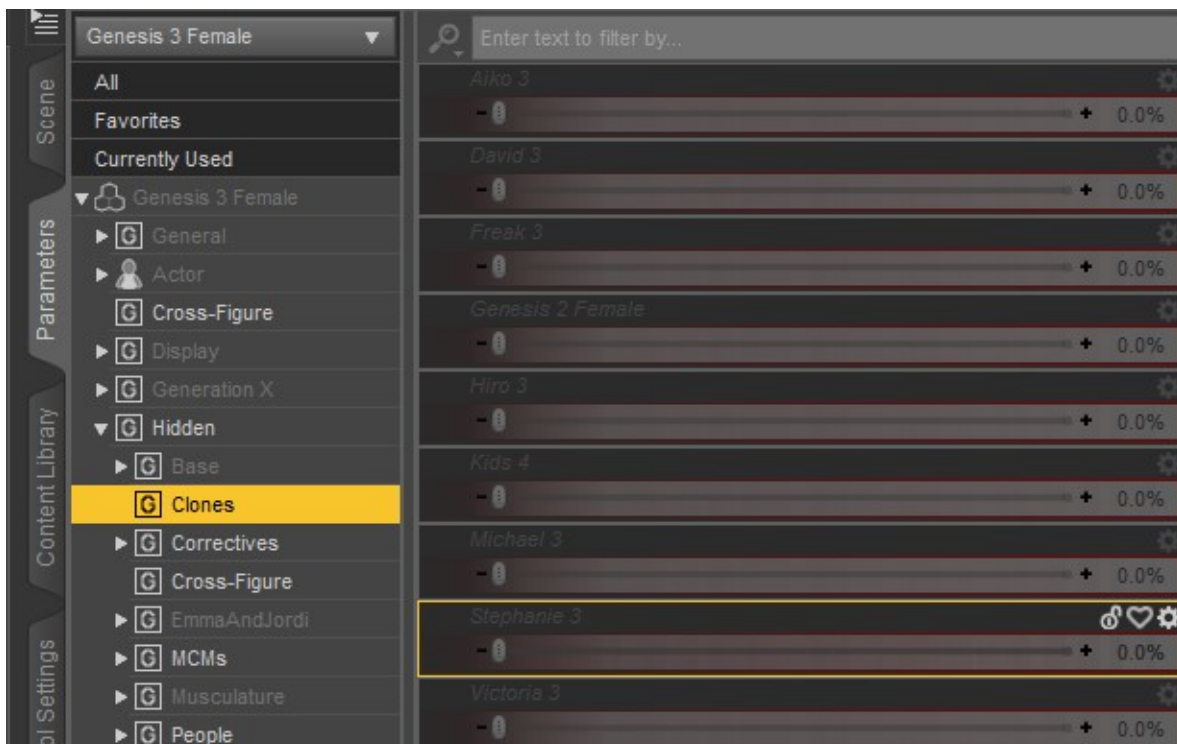 Scene
Parameters
Content Library
ol Settings
Genesis 3 Female
All
Favorites
Currently Used
Genesis 3 Female
G General
Actor
G Cross-Figure
G Display
G Generation X
G Hidden
G Base
G Clones
G Correctives
G Cross-Figure
G EmmaAndJordi
G MCMs
G Musculature
G People
Enter text to filter by...
Aiko 3
- + 0.0%
David 3
- + 0.0%
Freak 3
- + 0.0%
Genesis 2 Female
- + 0.0%
Hiro 3
- + 0.0%
Kids 4
- + 0.0%
Michael 3
- + 0.0%
Stephanie 3
- + 0.0%
Victoria 3
- + 0.0%